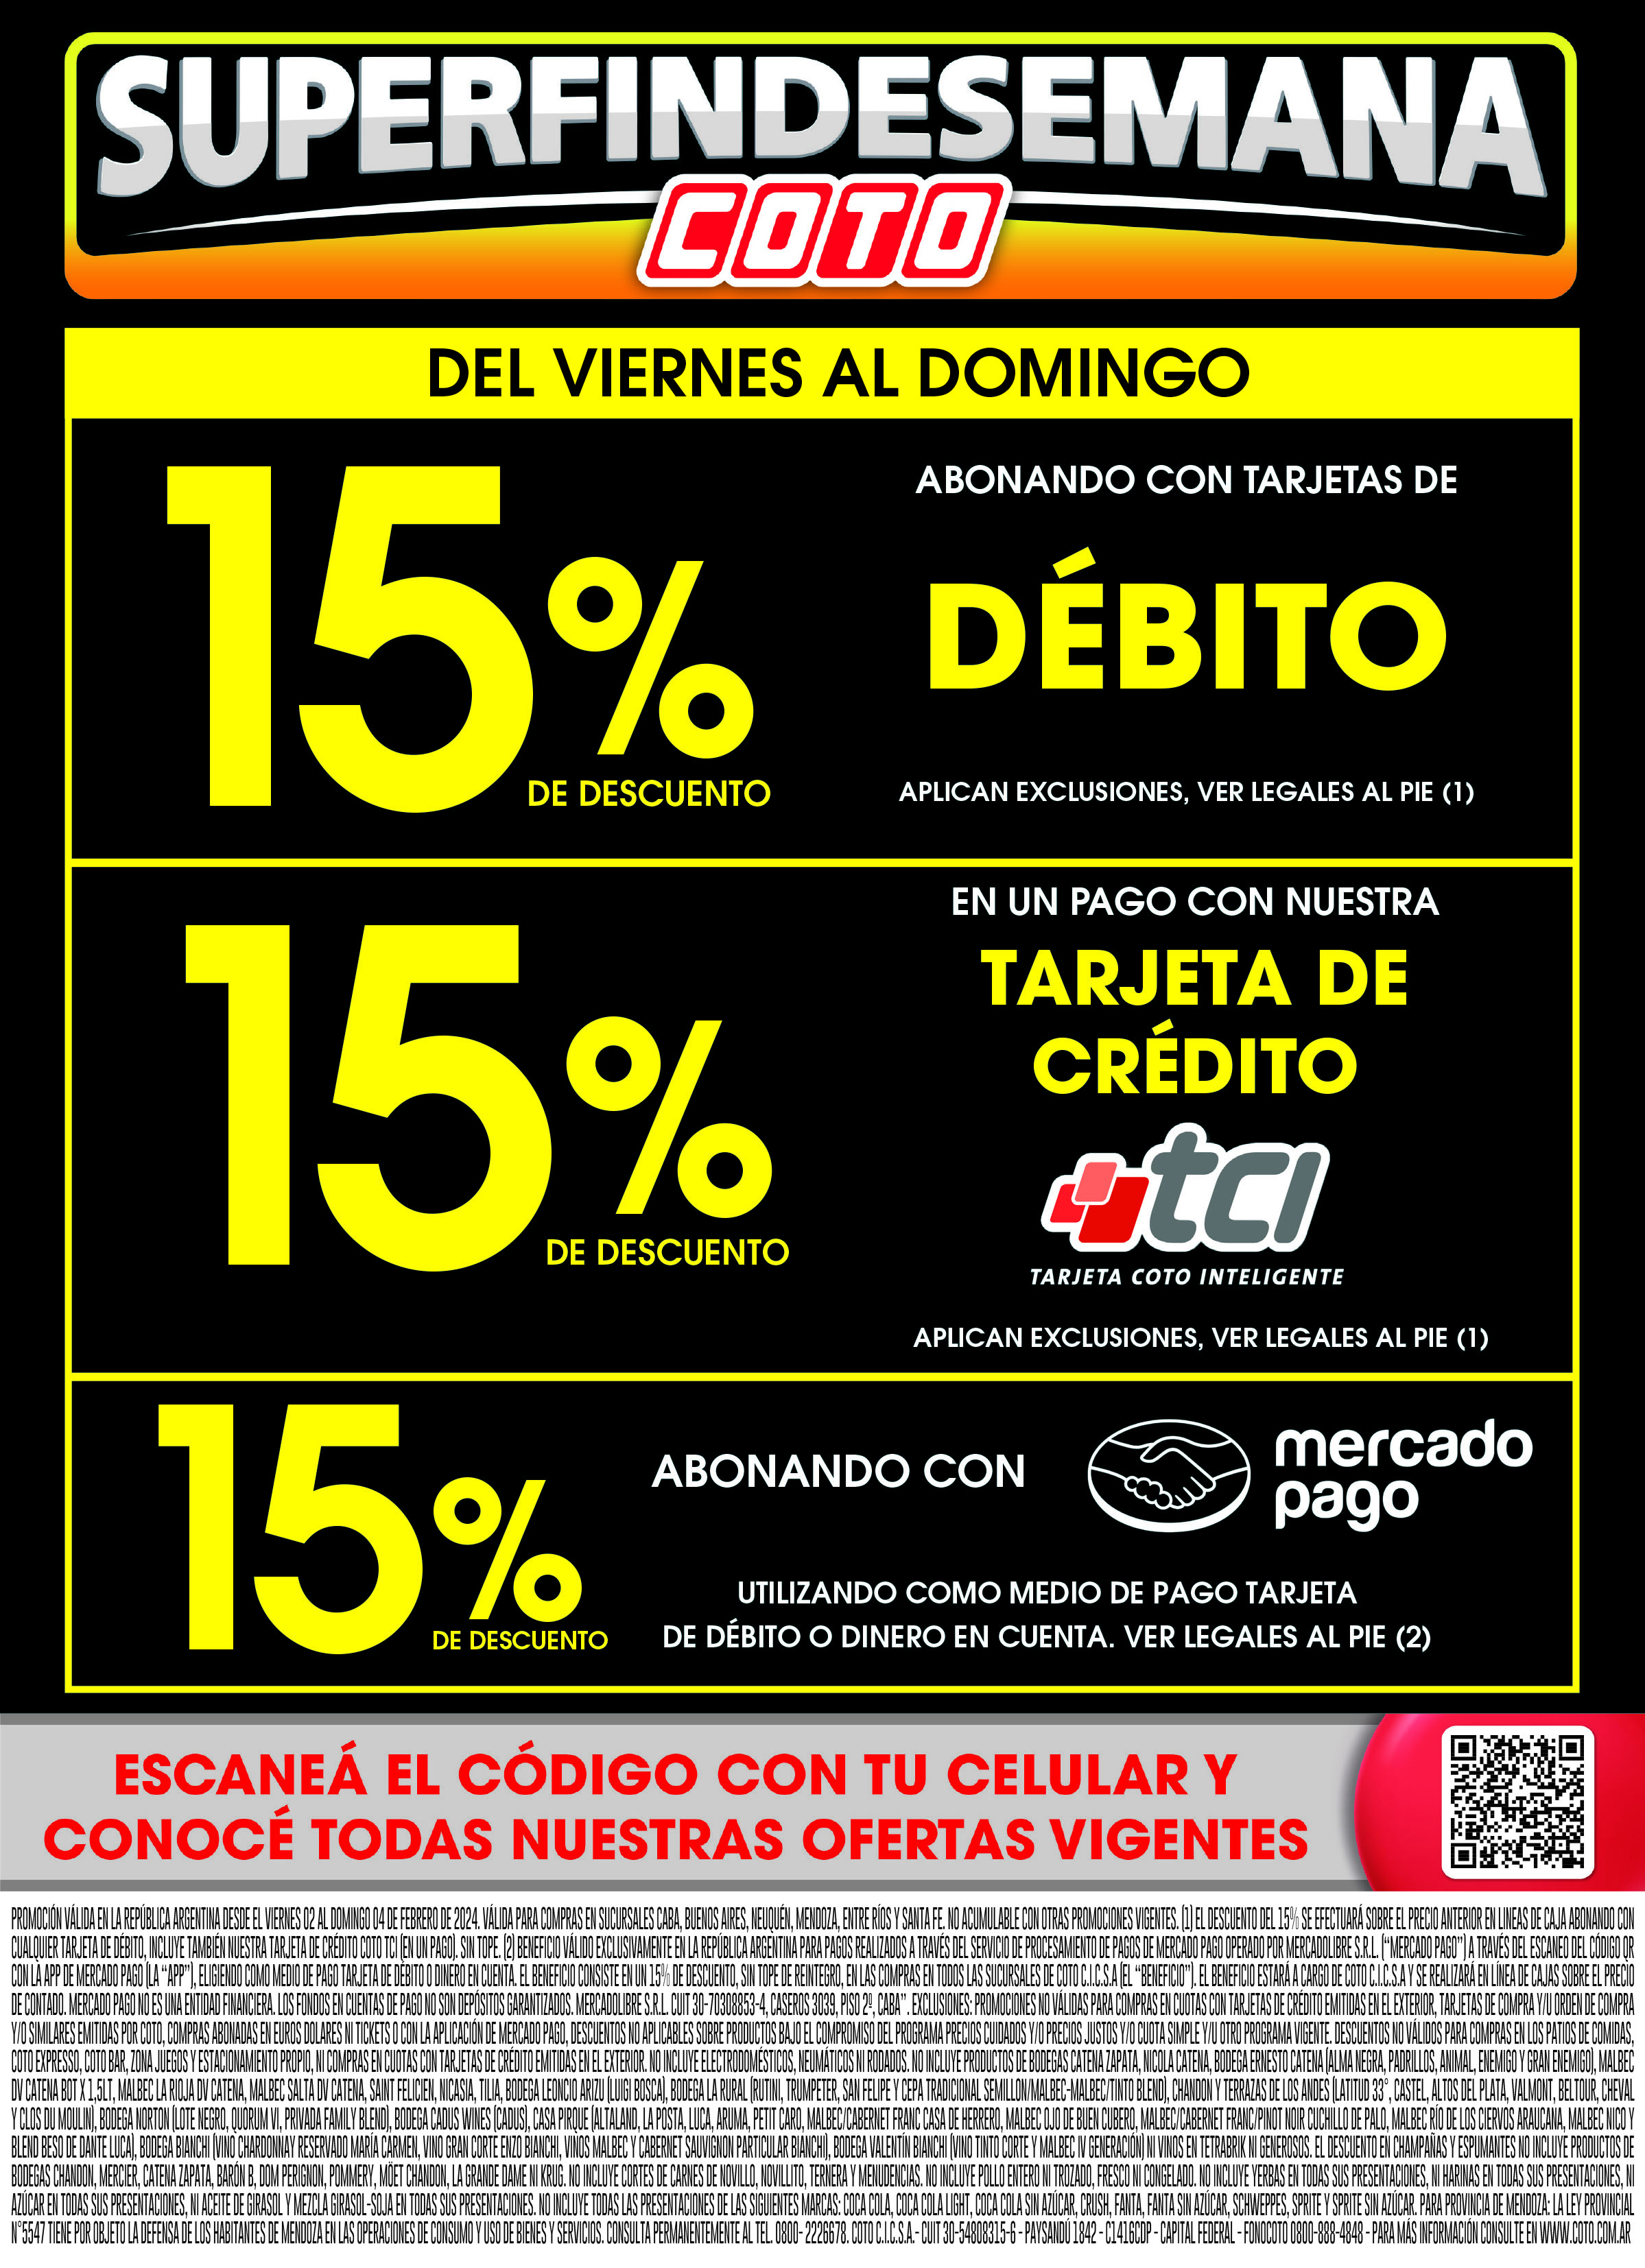 SUPERFINDESEMANA
COTO
DEL VIERNES AL DOMINGO
15%
DE DESCUENTO
ABONANDO CON TARJETAS DE
DÉBITO
APLICAN EXCLUSIONES, VER LEGALES AL PIE (1)
15%
DE DESCUENTO
EN UN PAGO CON NUESTRA
TARJETA DE
CRÉDITO
tci
TARJETA COTO INTELIGENTE
APLICAN EXCLUSIONES, VER LEGALES AL PIE (1)
15%
DE DESCUENTO
ABONANDO CON
mercado
pago
UTILIZANDO COMO MEDIO DE PAGO TARJETA
DE DÉBITO O DINERO EN CUENTA. VER LEGALES AL PIE (2)
ESCANEÁ EL CÓDIGO CON TU CELULAR Y
CONOCÉ TODAS NUESTRAS OFERTAS VIGENTES
PROMOCIÓN VÁLIDA EN LA REPÚBLICA ARGENTINA DESDE EL VIERNES 02 AL DOMINGO 04 DE FEBRERO DE 2024. VÁLIDA PARA COMPRAS EN SUCURSALES CABA, BUENOS AIRES, NEUQUÉN, MENDOZA, ENTRE RÍOS Y SANTA FE. NO ACUMULABLE CON OTRAS PROMOCIONES VIGENTES. (1) EL DESCUENTO DEL 15% SE EFECTUARÁ SOBRE EL PRECIO ANTERIOR EN LINEAS DE CAJA ABONANDO CON
CUALQUIER TARJETA DE DÉBITO, INCLUYE TAMBIÉN NUESTRA TARJETA DE CRÉDITO COTO TCI (EN UN PAGO). SIN TOPE. (2) BENEFICIO VÁLIDO EXCLUSIVAMENTE EN LA REPÚBLICA ARGENTINA PARA PAGOS REALIZADOS A TRAVÉS DEL SERVICIO DE PROCESAMIENTO DE PAGOS DE MERCADO PAGO OPERADO POR MERCADOLIBRE S.R.L. (“MERCADO PAGO”) A TRAVÉS DEL ESCANEO DEL CÓDIGO QR
CON LA APP DE MERCADO PAGO (LA “APP”), ELIGIENDO COMO MEDIO DE PAGO TARJETA DE DÉBITO O DINERO EN CUENTA. EL BENEFICIO CONSISTE EN UN 15% DE DESCUENTO, SIN TOPE DE REINTEGRO, EN LAS COMPRAS EN TODOS LAS SUCURSALES DE COTO C.I.C.S.A (EL “BENEFICIO”). EL BENEFICIO ESTARÁ A CARGO DE COTO C.I.C.S.A Y SE REALIZARÁ EN LÍNEA DE CAJAS SOBRE EL PRECIO
DE CONTADO. MERCADO PAGO NO ES UNA ENTIDAD FINANCIERA. LOS FONDOS EN CUENTAS DE PAGO NO SON DEPÓSITOS GARANTIZADOS. MERCADOLIBRE S.R.L. CUIT 30-70308853-4, CASEROS 3039, PISO 2º, CABA”. EXCLUSIONES: PROMOCIONES NO VÁLIDAS PARA COMPRAS EN CUOTAS CON TARJETAS DE CRÉDITO EMITIDAS EN EL EXTERIOR, TARJETAS DE COMPRA Y/U ORDEN DE COMPRA
Y/O SIMILARES EMITIDAS POR COTO, COMPRAS ABONADAS EN EUROS DOLARES NI TICKETS O CON LA APLICACIÓN DE MERCADO PAGO, DESCUENTOS NO APLICABLES SOBRE PRODUCTOS BAJO EL COMPROMISO DEL PROGRAMA PRECIOS CUIDADOS Y/O PRECIOS JUSTOS Y/O CUOTA SIMPLE Y/U OTRO PROGRAMA VIGENTE. DESCUENTOS NO VÁLIDOS PARA COMPRAS EN LOS PATIOS DE COMIDAS,
COTO EXPRESSO, COTO BAR, ZONA JUEGOS Y ESTACIONAMIENTO PROPIO, NI COMPRAS EN CUOTAS CON TARJETAS DE CRÉDITO EMITIDAS EN EL EXTERIOR. NO INCLUYE ELECTRODOMÉSTICOS, NEUMÁTICOS NI RODADOS. NO INCLUYE PRODUCTOS DE BODEGAS CATENA ZAPATA, NICOLA CATENA, BODEGA ERNESTO CATENA (ALMA NEGRA, PADRILLOS, ANIMAL, ENEMIGO Y GRAN ENEMIGO), MALBEC
DV CATENA BOT X 1,5LT, MALBEC LA RIOJA DV CATENA, MALBEC SALTA DV CATENA, SAINT FELICIEN, NICASIA, TILIA, BODEGA LEONCIO ARIZU (LUIGI BOSCA), BODEGA LA RURAL (RUTINI, TRUMPETER, SAN FELIPE Y CEPA TRADICIONAL SEMILLON/MALBEC-MALBEC/TINTO BLEND), CHANDON Y TERRAZAS DE LOS ANDES (LATITUD 33°, CASTEL, ALTOS DEL PLATA, VALMONT, BELTOUR, CHEVAL
Y CLOS DU MOULIN), BODEGA NORTON (LOTE NEGRO, QUORUM VI, PRIVADA FAMILY BLEND), BODEGA CADUS WINES (CADUS), CASA PIRQUE (ALTALAND, LA POSTA, LUCA, ARUMA, PETIT CARO, MALBEC/CABERNET FRANC CASA DE HERRERO, MALBEC OJO DE BUEN CUBERO, MALBEC/CABERNET FRANC/PINOT NOIR CUCHILLO DE PALO, MALBEC RÍO DE LOS CIERVOS ARAUCANA, MALBEC NICO Y
BLEND BESO DE DANTE LUCA), BODEGA BIANCHI (VINO CHARDONNAY RESERVADO MARÍA CARMEN, VINO GRAN CORTE ENZO BIANCHI, VINOS MALBEC Y CABERNET SAUVIGNON PARTICULAR BIANCHI), BODEGA VALENTÍN BIANCHI (VINO TINTO CORTE Y MALBEC IV GENERACIÓN) NI VINOS EN TETRABRIK NI GENEROSOS. EL DESCUENTO EN CHAMPAÑAS Y ESPUMANTES NO INCLUYE PRODUCTOS DE
BODEGAS CHANDON, MERCIER, CATENA ZAPATA, BARÓN B, DOM PERIGNON, POMMERY, MÖET CHANDON, LA GRANDE DAME NI KRUG. NO INCLUYE CORTES DE CARNES DE NOVILLO, NOVILLITO, TERNERA Y MENUDENCIAS. NO INCLUYE POLLO ENTERO NI TROZADO, FRESCO NI CONGELADO. NO INCLUYE YERBAS EN TODAS SUS PRESENTACIONES, NI HARINAS EN TODAS SUS PRESENTACIONES, NI
AZÚCAR EN TODAS SUS PRESENTACIONES, NI ACEITE DE GIRASOL Y MEZCLA GIRASOL-SOJA EN TODAS SUS PRESENTACIONES. NO INCLUYE TODAS LAS PRESENTACIONES DE LAS SIGUIENTES MARCAS: COCA COLA, COCA COLA LIGHT, COCA COLA SIN AZÚCAR, CRUSH, FANTA, FANTA SIN AZÚCAR, SCHWEPPES, SPRITE Y SPRITE SIN AZÚCAR. PARA PROVINCIA DE MENDOZA: LA LEY PROVINCIAL
N°5547 TIENE POR OBJETO LA DEFENSA DE LOS HABITANTES DE MENDOZA EN LAS OPERACIONES DE CONSUMO Y USO DE BIENES Y SERVICIOS. CONSULTA PERMANENTEMENTE AL TEL. 0800- 2226678. COTO C.I.C.S.A.- CUIT 30-54808315-6 - PAYSANDÚ 1842 - C1416CDP - CAPITAL FEDERAL - FONOCOTO 0800-888-4848 - PARA MÁS INFORMACIÓN CONSULTE EN WWW.COTO.COM.AR